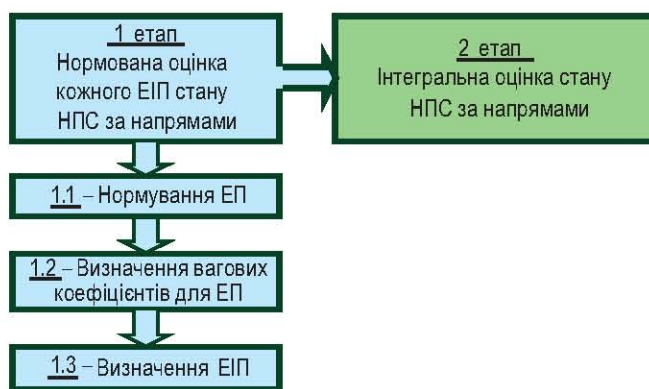 1 етап
Нормована оцінка
кожного ЕІП стану
НПС за напрямами
2 етап
Інтегральна оцінка стану
НПС за напрямами
1.1 – Нормування ЕП
1.2 – Визначення вагових
коефіцієнтів для ЕП
1.3 – Визначення ЕІП